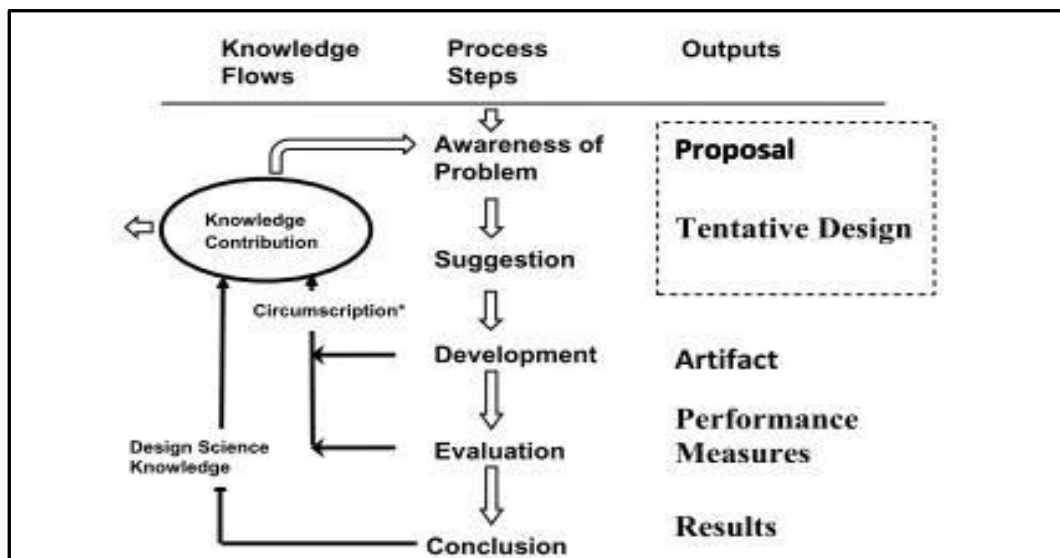 Knowledge
Flows
Process
Steps
Outputs
Awareness of
Problem
Proposal
Knowledge
Contribution
Tentative Design
Suggestion
Circumscription*
Development
Artifact
Design Science
Knowledge
Evaluation
Performance
Measures
Conclusion
Results